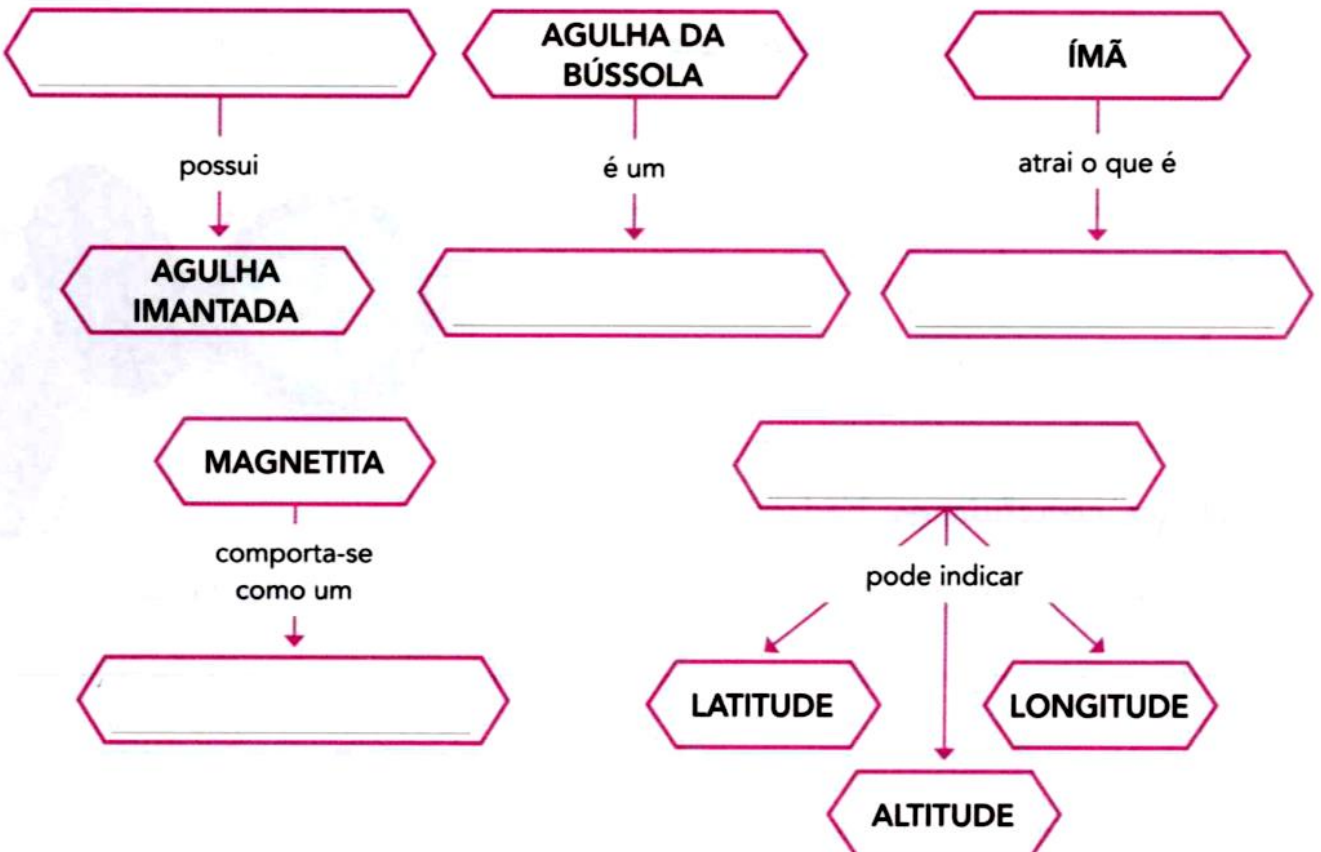 AGULHA DA
BÚSSOLA
ÍMÃ
possui
é um
atrai o que é
AGULHA
IMANTADA
MAGNETITA
comporta-se
como um
pode indicar
LATITUDE
LONGITUDE
ALTITUDE